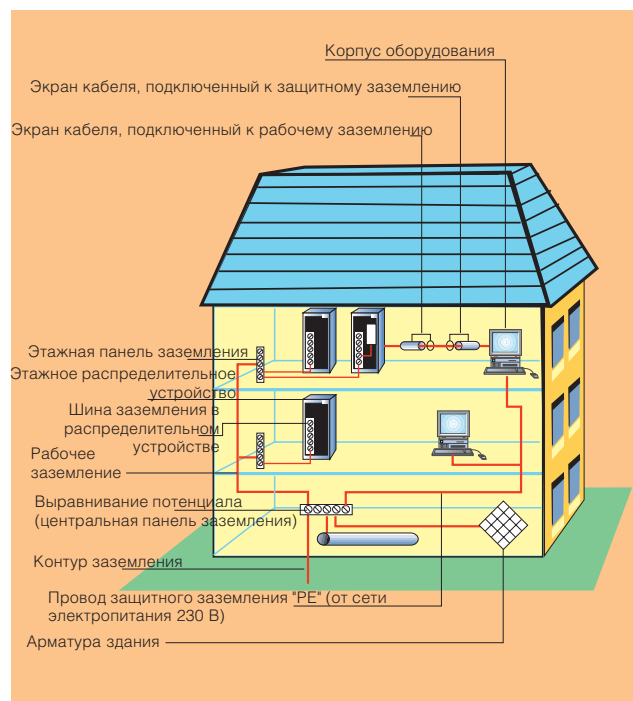 Корпус оборудования
Экран кабеля, подключенный к защитному заземлению
Экран кабеля, подключенный к рабочему заземлению
Этажная панель заземления
Этажное распределительное
устройство
Шина заземления в
распределительном
устройстве
Рабочее
заземление
Выравнивание потенциала
(центральная панель заземления)
Контур заземления
Провод защитного заземления "PE" (от сети
электропитания 230 В)
Арматура здания